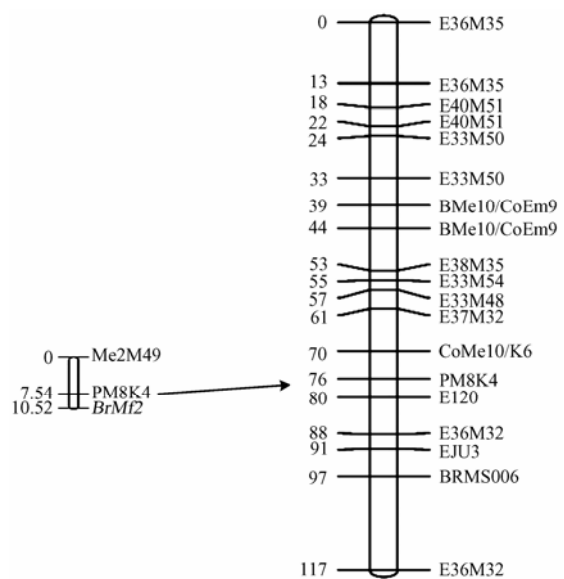 0 E36M35
13 E36M35
18 E40M51
22 E40M51
24 E33M50
33 E33M50
39 BMe10/CoEm9
44 BMe10/CoEm9
53 E38M35
55 E33M54
57 E33M48
61 E37M32
70 CoMe10/K6
76 PM8K4
80 E120
88 E36M32
91 EJU3
97 BRMS006
117 E36M32
0 Me2M49
7.54 PM8K4
10.52 BrMf2